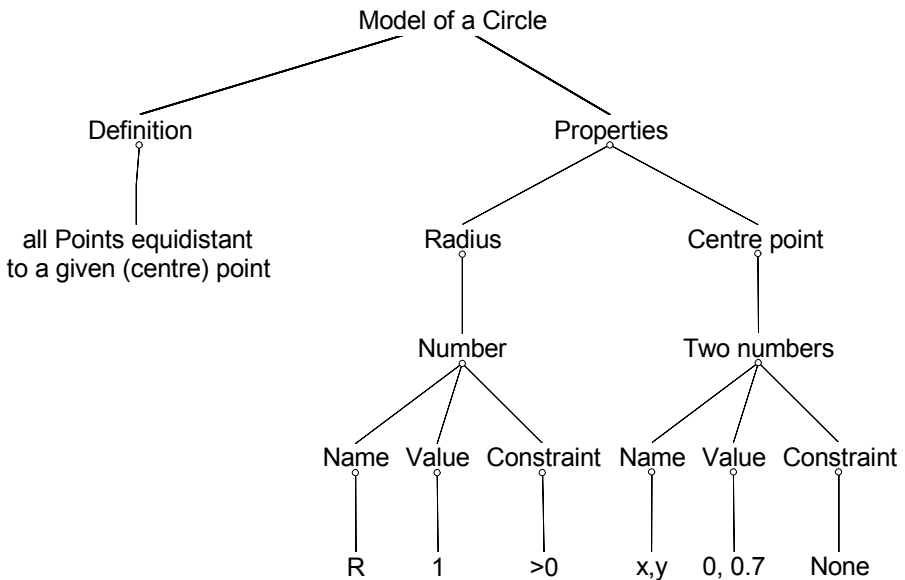 Model of a Circle
Definition
Properties
all Points equidistant
to a given (centre) point
Radius
Centre point
Number
Two numbers
Name
Value
Constraint
Name
Value
Constraint
R
1
>0
x,y
0, 0.7
None